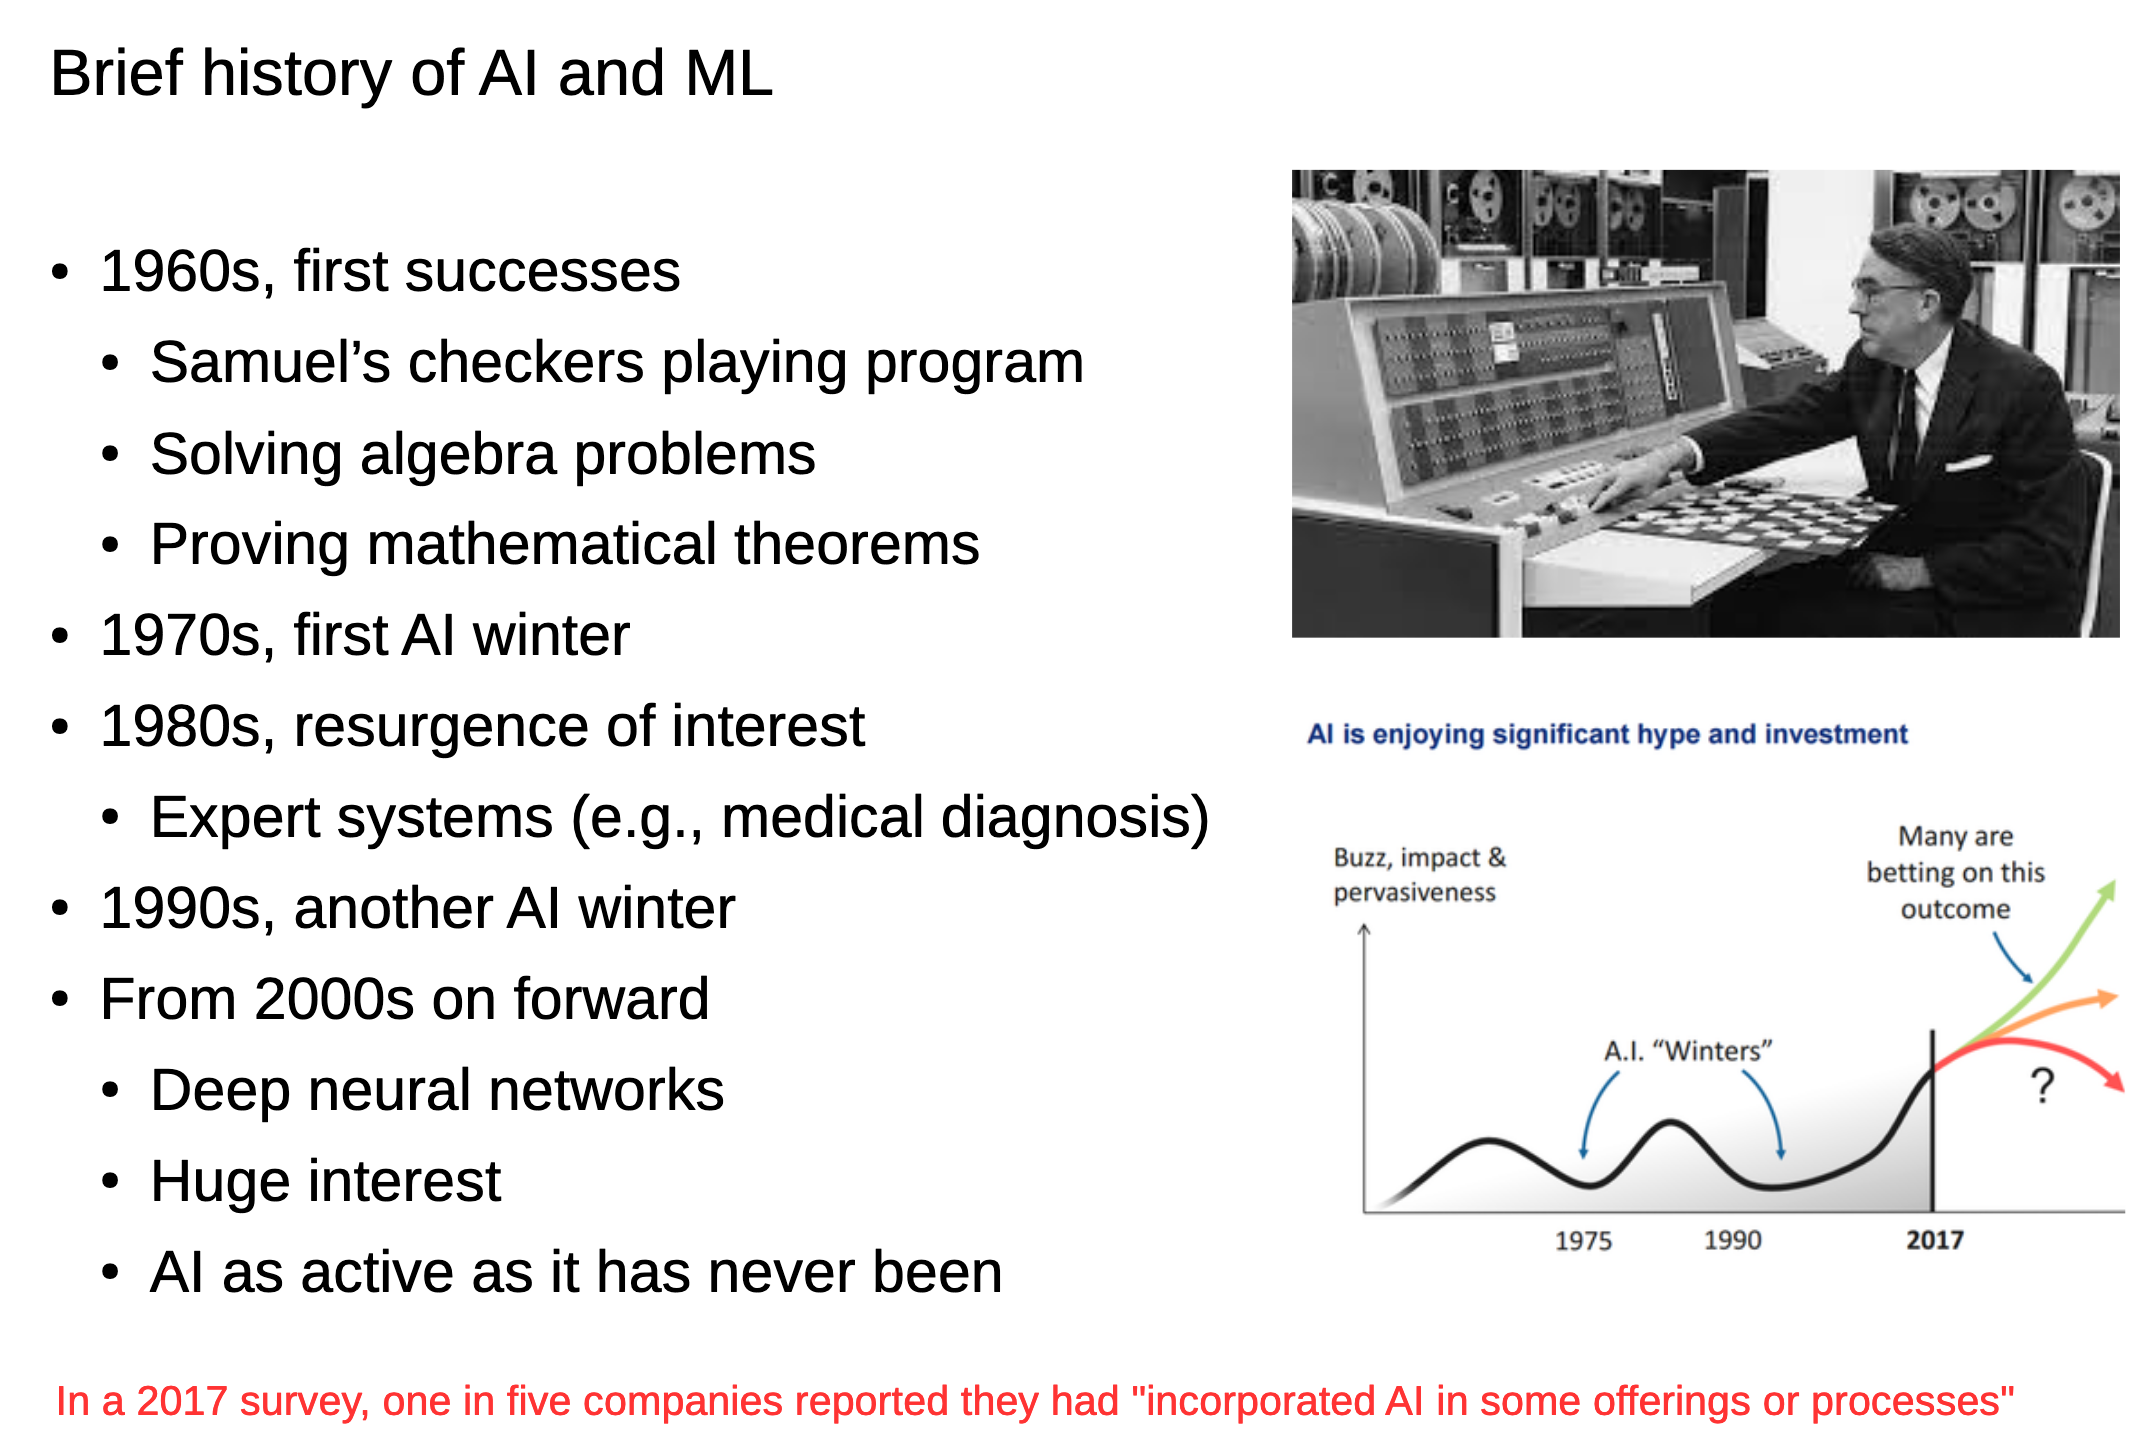 Brief history of AI and ML
• 1960s, first successes
• Samuel’s checkers playing program
• Solving algebra problems
• Proving mathematical theorems
• 1970s, first AI winter
• 1980s, resurgence of interest
• Expert systems (e.g., medical diagnosis)
• 1990s, another AI winter
• From 2000s on forward
• Deep neural networks
• Huge interest
• AI as active as it has never been
AI is enjoying significant hype and investment
Buzz, impact &
pervasiveness
Many are
betting on this
outcome
A.I. “Winters”
?
1975 1990 2017
In a 2017 survey, one in five companies reported they had "incorporated AI in some offerings or processes"